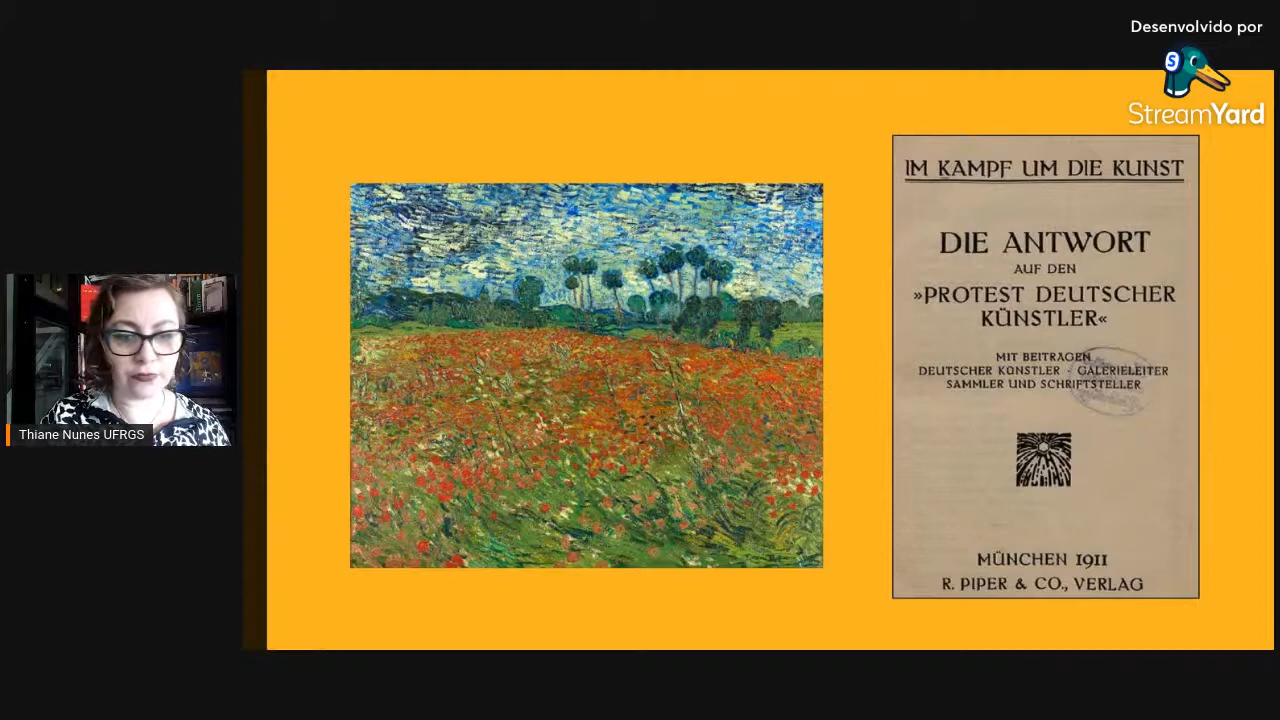 Desenvolvido por
StreamYard
IM KAMPF UM DIE KUNST
DIE ANTWORT
AUF DEN
»PROTEST DEUTSCHER
KÜNSTLER«
MIT BEITRAGEN
DEUTSCHER KÜNSTLER · GALERIELEITER
SAMMLER UND SCHRIFTSTELLER
MÜNCHEN 1911
R. PIPER & CO., VERLAG
Thiane Nunes UFRGS